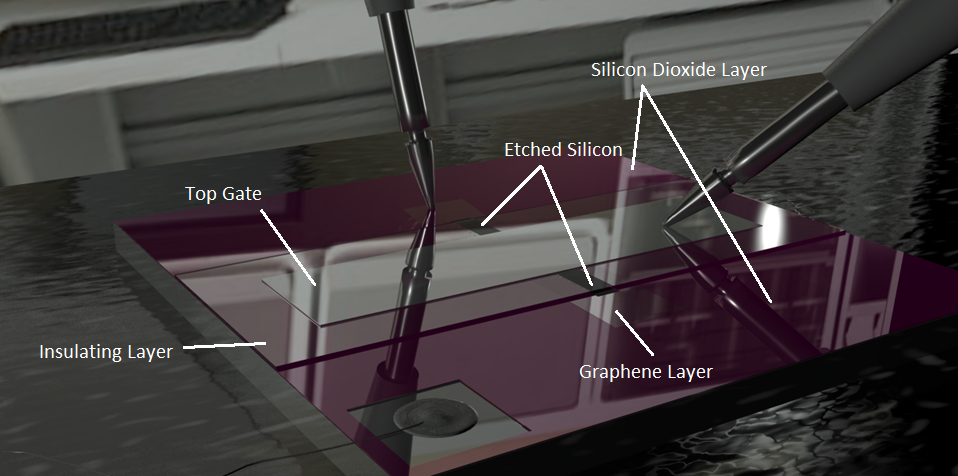 Silicon Dioxide Layer
Etched Silicon
Top Gate
Insulating Layer
Graphene Layer